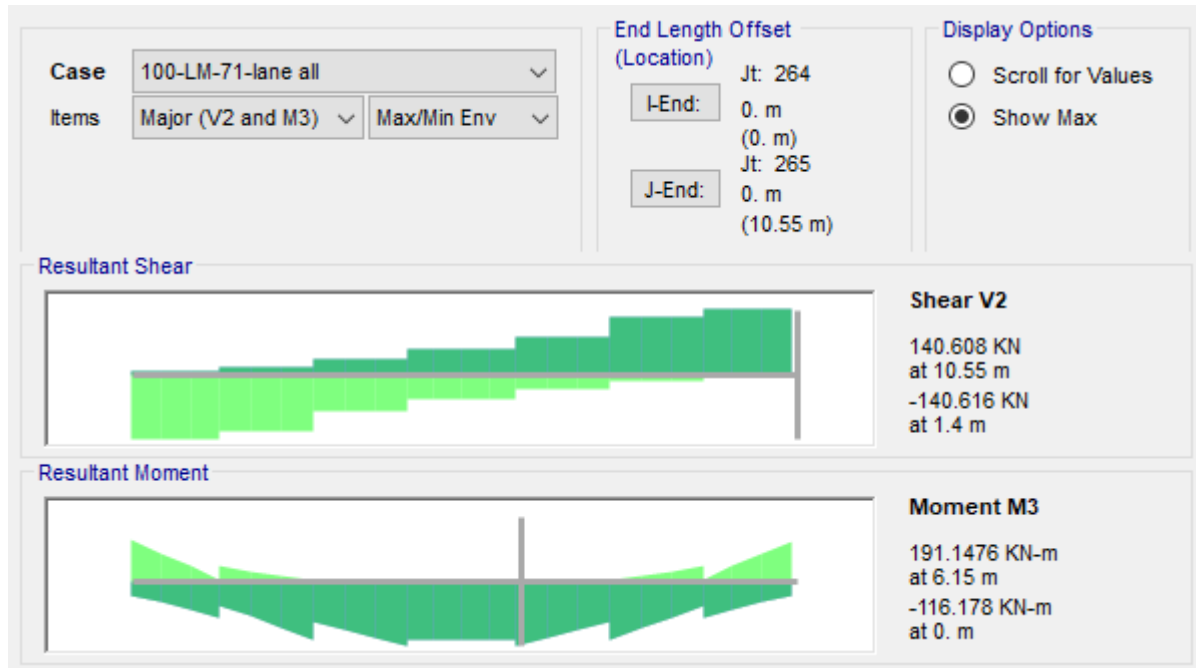 Case
100-LM-71-lane all
Items
Major (V2 and M3)
Max/Min Env
End Length Offset
(Location)
I-End:
Jt: 264
0. m
(0. m)
J-End:
Jt: 265
0. m
(10.55 m)
Display Options
Scroll for Values
Show Max
Resultant Shear
Shear V2
140.608 KN
at 10.55 m
-140.616 KN
at 1.4 m
Resultant Moment
Moment M3
191.1476 KN-m
at 6.15 m
-116.178 KN-m
at 0. m